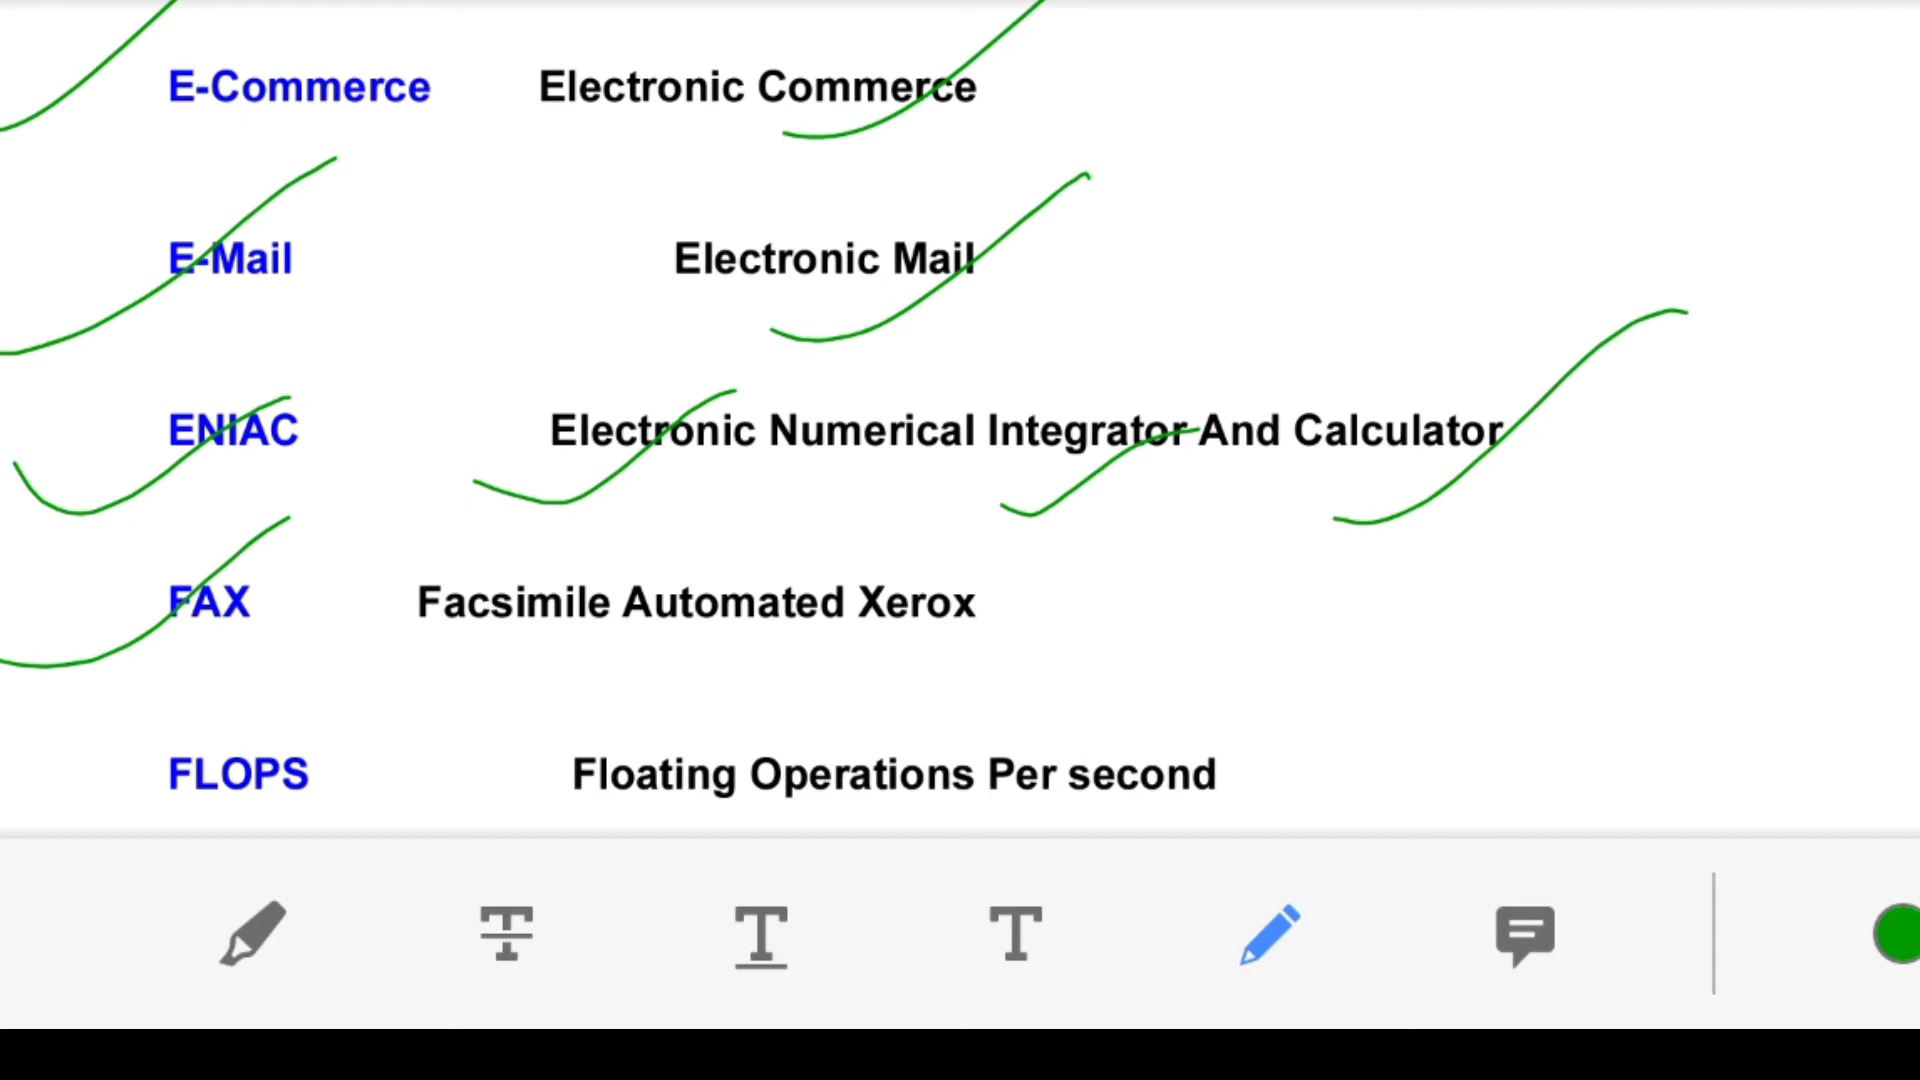 E-Commerce Electronic Commerce
E-Mail Electronic Mail
ENIAC Electronic Numerical Integrator And Calculator
FAX Facsimile Automated Xerox
FLOPS Floating Operations Per second